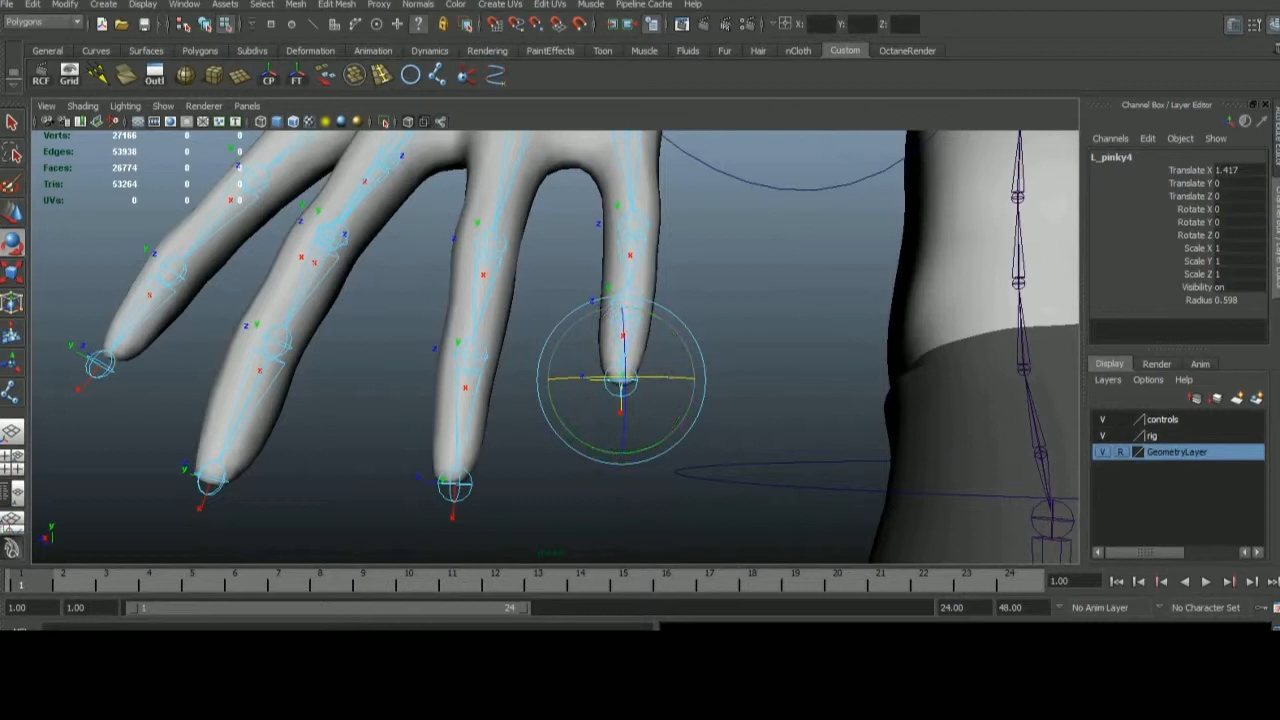 File Edit Modify Create Display Window Assets Select Mesh Edit Mesh Proxy Normals Color Create UVs Edit UVs Muscle Pipeline Cache Help
Polygons X: Y: Z:
General Curves Surfaces Polygons Subdivs Deformation Animation Dynamics Rendering PaintEffects Toon Muscle Fluids Fur Hair nCloth Custom OctaneRender
RCF Grid Outl CP FT
View Shading Lighting Show Renderer Panels
Channel Box / Layer Editor
Channels Edit Object Show
Verts: 27166 0 0
Edges: 53938 0 0
Faces: 26774 0 0
Tris: 53264 0 0
UVs: 0 0 0
L_pinky4
Translate X 1.417
Translate Y 0
Translate Z 0
Rotate X 0
Rotate Y 0
Rotate Z 0
Scale X 1
Scale Y 1
Scale Z 1
Visibility on
Radius 0.598
Display Render Anim
Layers Options Help
V controls
V rig
V R GeometryLayer
1 2 3 4 5 6 7 8 9 10 11 12 13 14 15 16 17 18 19 20 21 22 23 24
1 1.00
1.00 1.00 1 24 24.00 48.00 No Anim Layer No Character Set